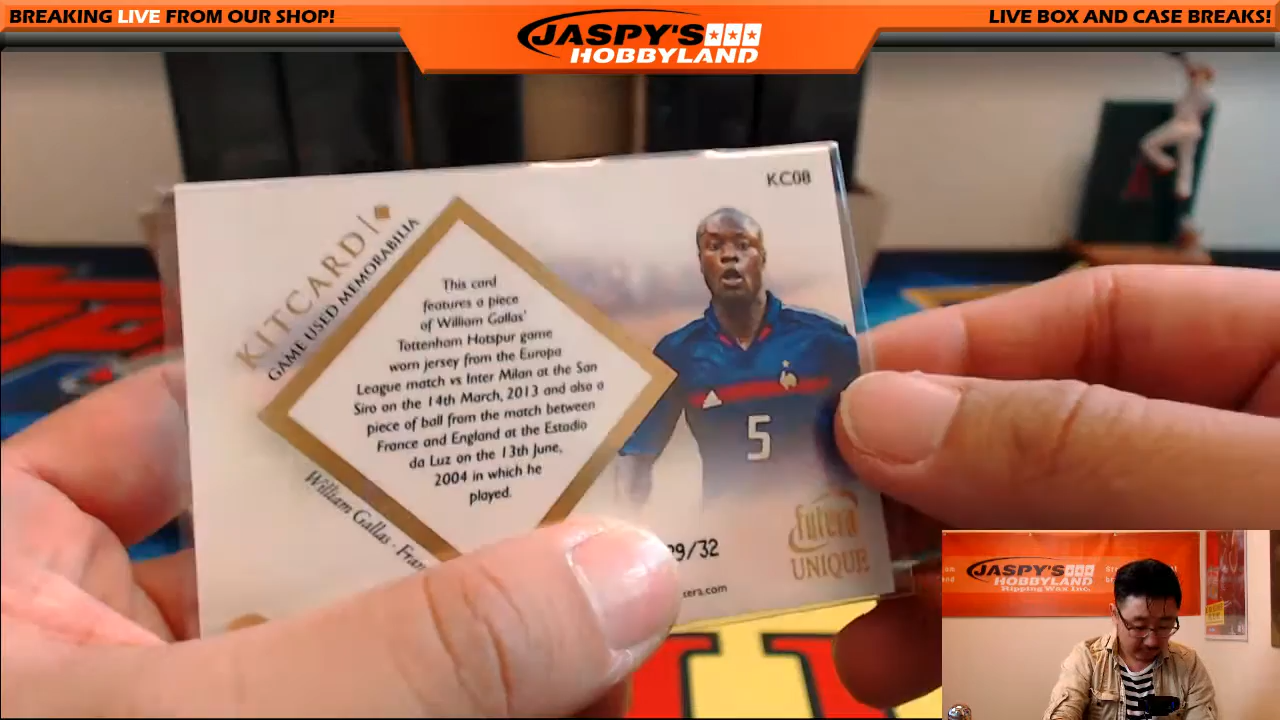 BREAKING LIVE FROM OUR SHOP!
JASPY'S
HOBBYLAND
LIVE BOX AND CASE BREAKS!
KC08
KITCARD
GAME USED MEMORABILIA
This card
features a piece
of William Gallas'
Tottenham Hotspur game
worn jersey from the Europa
League match vs Inter Milan at the San
Siro on the 14th March, 2013 and also a
piece of ball from the match between
France and England at the Estadio
da Luz on the 13th June,
2004 in which he
played.
William Gallas ·
5
/32
futera
UNIQUE
JASPY'S
HOBBYLAND
Ripping Wax Inc.